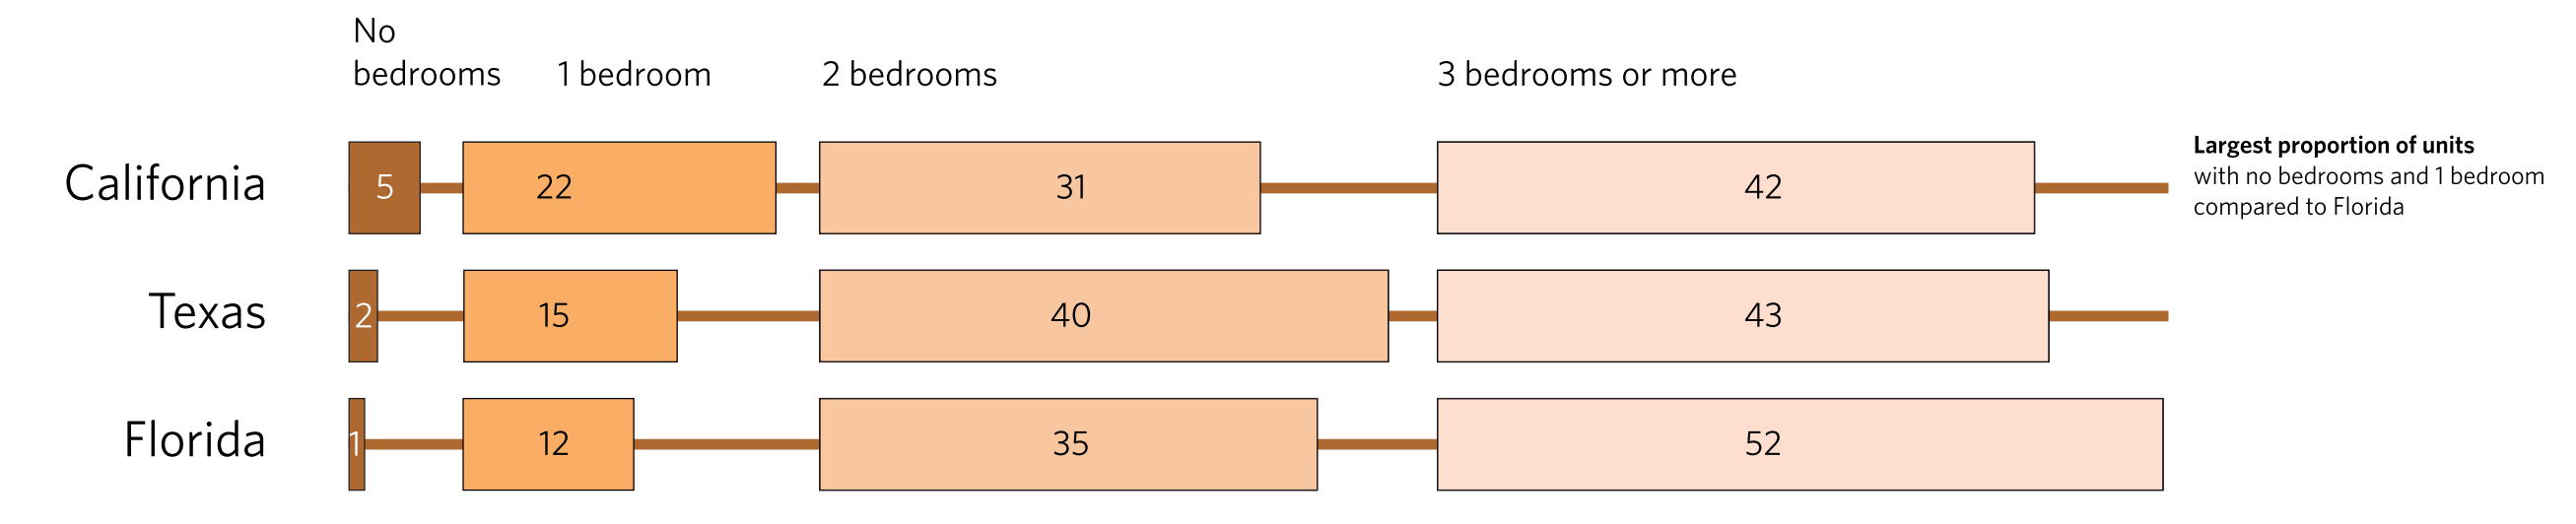 No
bedrooms 1 bedroom 2 bedrooms 3 bedrooms or more
California 5 22 31 42
Largest proportion of units
with no bedrooms and 1 bedroom
compared to Florida
Texas 2 15 40 43
Florida 1 12 35 52